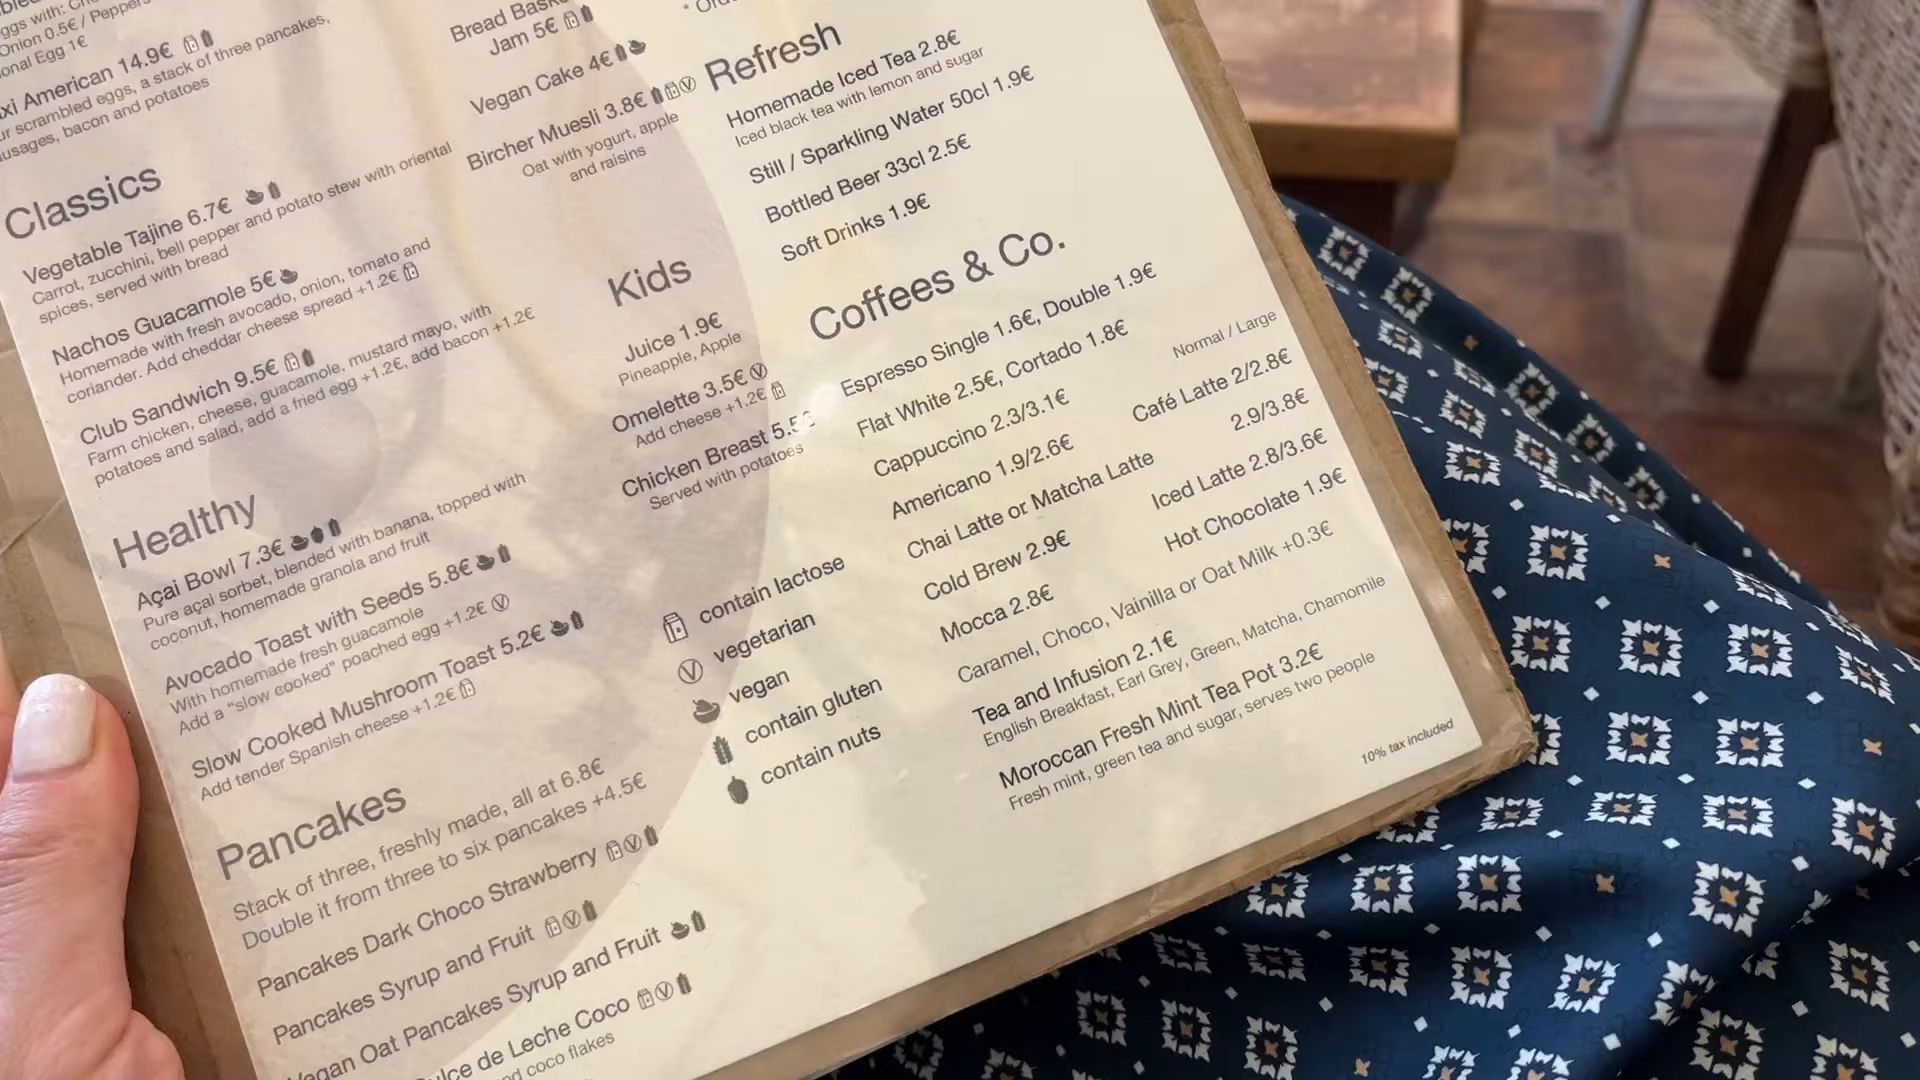 Onion 0.5€ / Peppers
onal Egg 1€
xi American 14.9€
ur scrambled eggs, a stack of three pancakes,
usages, bacon and potatoes
Classics
Vegetable Tajine 6.7€
Carrot, zucchini, bell pepper and potato stew with oriental
spices, served with bread
Nachos Guacamole 5€
Homemade with fresh avocado, onion, tomato and
coriander. Add cheddar cheese spread +1.2€
Club Sandwich 9.5€
Farm chicken, cheese, guacamole, mustard mayo, with
potatoes and salad, add a fried egg +1.2€, add bacon +1.2€
Healthy
Açai Bowl 7.3€
Pure açai sorbet, blended with banana, topped with
coconut, homemade granola and fruit
Avocado Toast with Seeds 5.8€
With homemade fresh guacamole
Add a “slow cooked” poached egg +1.2€
Slow Cooked Mushroom Toast 5.2€
Add tender Spanish cheese +1.2€
Pancakes
Stack of three, freshly made, all at 6.8€
Double it from three to six pancakes +4.5€
Pancakes Dark Choco Strawberry
Pancakes Syrup and Fruit
Vegan Oat Pancakes Syrup and Fruit
ulce de Leche Coco
nd coco flakes
Bread Bask
Jam 5€
Vegan Cake 4€
Bircher Muesli 3.8€
Oat with yogurt, apple
and raisins
Kids
Juice 1.9€
Pineapple, Apple
Omelette 3.5€
Add cheese +1.2€
Chicken Breast 5.5€
Served with potatoes
contain lactose
vegetarian
vegan
contain gluten
contain nuts
Refresh
Homemade Iced Tea 2.8€
Iced black tea with lemon and sugar
Still / Sparkling Water 50cl 1.9€
Bottled Beer 33cl 2.5€
Soft Drinks 1.9€
Coffees & Co.
Espresso Single 1.6€, Double 1.9€
Flat White 2.5€, Cortado 1.8€
Normal / Large
Cappuccino 2.3/3.1€
Café Latte 2/2.8€
Americano 1.9/2.6€
Chai Latte or Matcha Latte 2.9/3.8€
Cold Brew 2.9€
Iced Latte 2.8/3.6€
Mocca 2.8€
Hot Chocolate 1.9€
Caramel, Choco, Vainilla or Oat Milk +0.3€
Tea and Infusion 2.1€
English Breakfast, Earl Grey, Green, Matcha, Chamomile
Moroccan Fresh Mint Tea Pot 3.2€
Fresh mint, green tea and sugar, serves two people
10% tax included